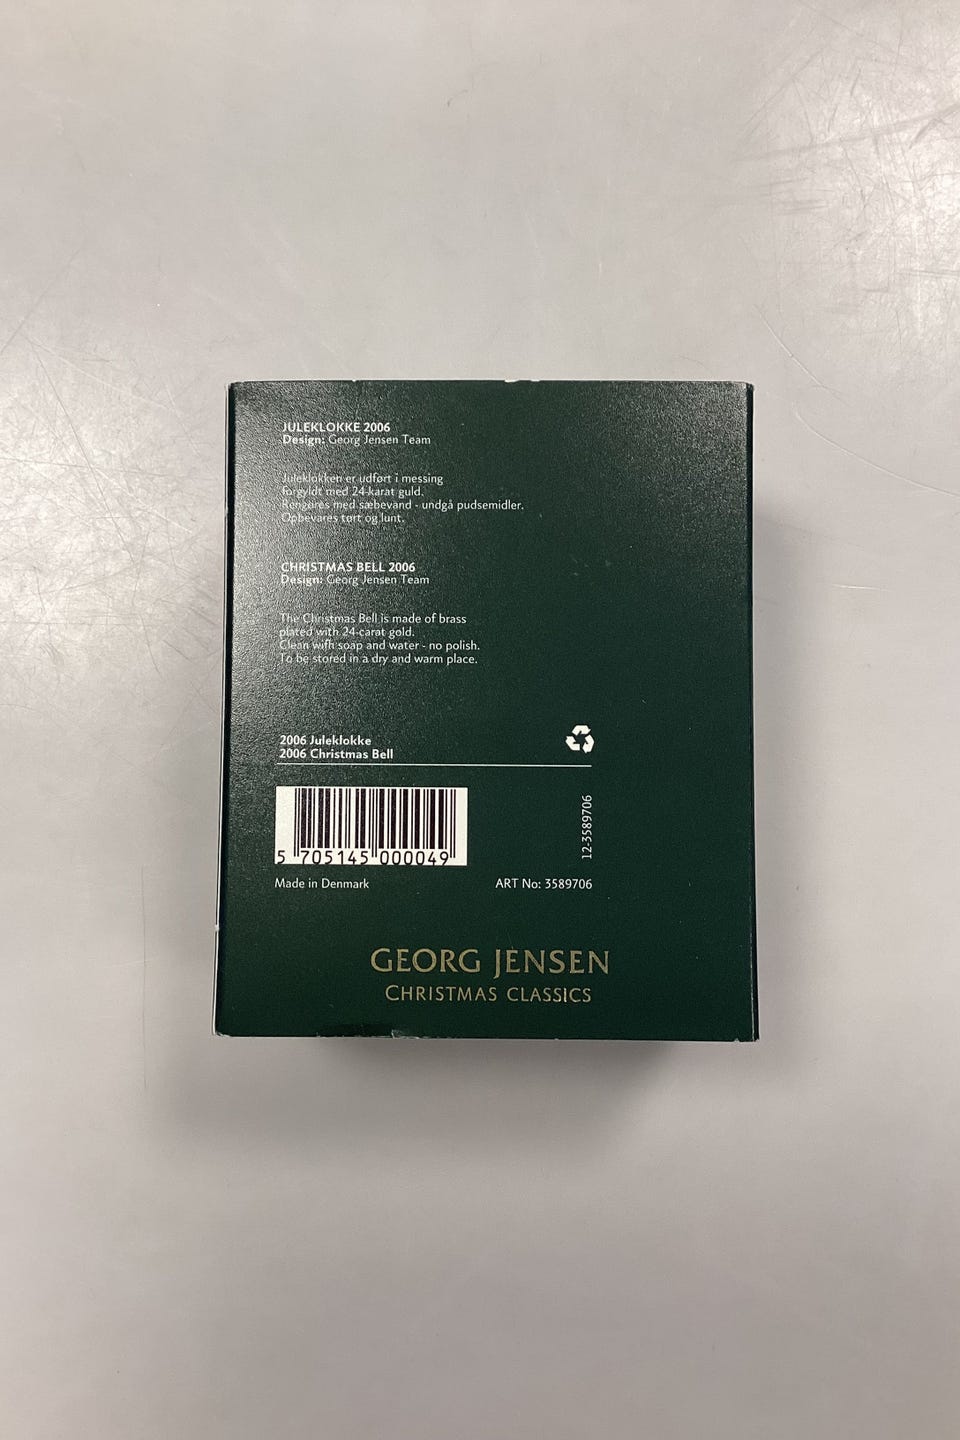 JULEKLOKKE 2006
Design: Georg Jensen Team
Juleklokken er udført i messing
forgyldt med 24-karat guld.
Rengøres med sæbevand - undgå pudsemidler.
Opbevares tørt og lunt.
CHRISTMAS BELL 2006
Design: Georg Jensen Team
The Christmas Bell is made of brass
plated with 24-carat gold.
Clean wifh soap and water - no polish.
To be stored in a dry and warm place.
2006 Juleklokke
2006 Christmas Bell
5 705145 000049
12-3589706
Made in Denmark
ART No: 3589706
GEORG JENSEN
CHRISTMAS CLASSICS